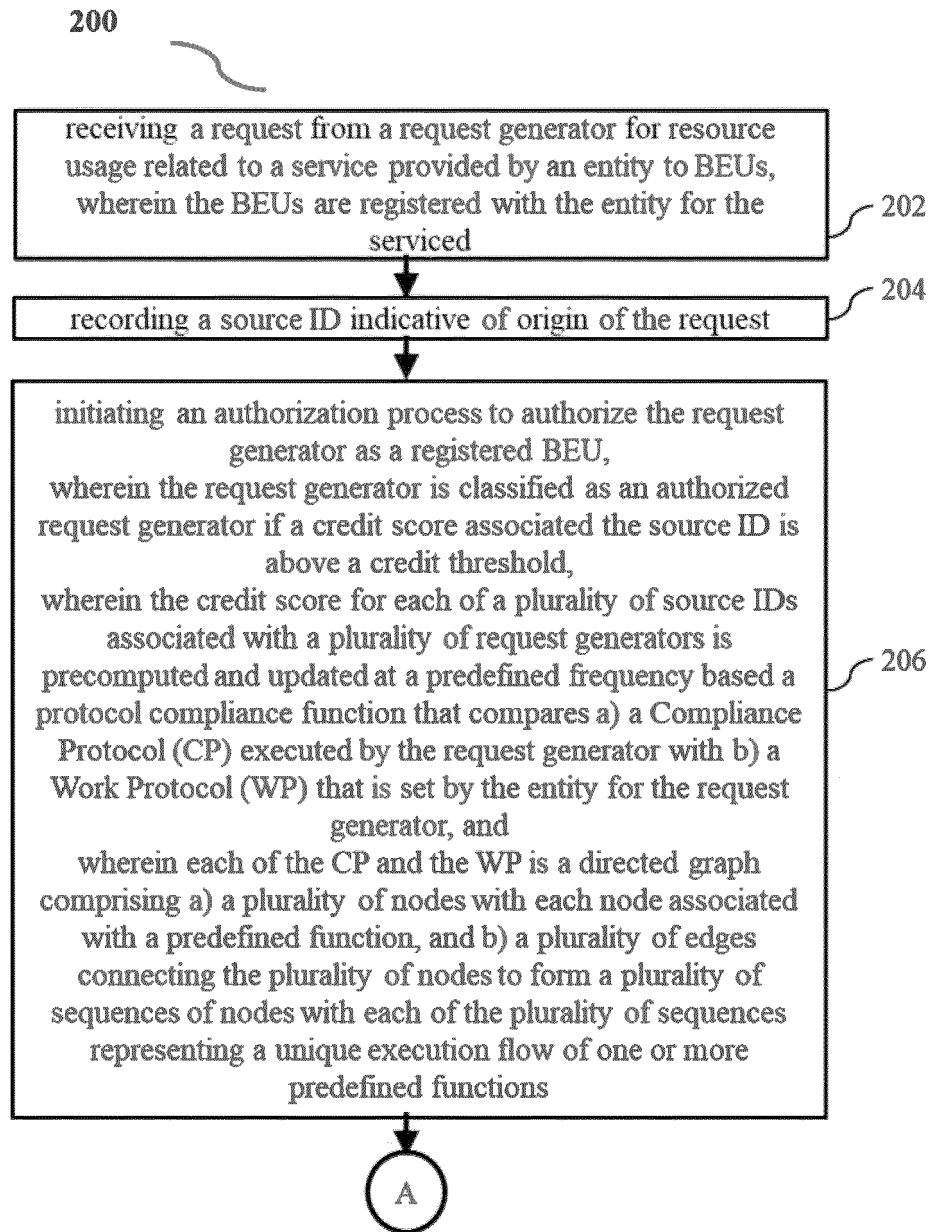 200
receiving a request from a request generator for resource
usage related to a service provided by an entity to BEUs,
wherein the BEUs are registered with the entity for the
serviced
202
204
recording a source ID indicative of origin of the request
initiating an authorization process to authorize the request
generator as a registered BEU,
wherein the request generator is classified as an authorized
request generator if a credit score associated the source ID is
above a credit threshold,
wherein the credit score for each of a plurality of source IDs
associated with a plurality of request generators is
precomputed and updated at a predefined frequency based a
protocol compliance function that compares a) a Compliance
Protocol (CP) executed by the request generator with b) a
Work Protocol (WP) that is set by the entity for the request
generator, and
wherein each of the CP and the WP is a directed graph
comprising a) a plurality of nodes with each node associated
with a predefined function, and b) a plurality of edges
connecting the plurality of nodes to form a plurality of
sequences of nodes with each of the plurality of sequences
representing a unique execution flow of one or more
predefined functions
206
A